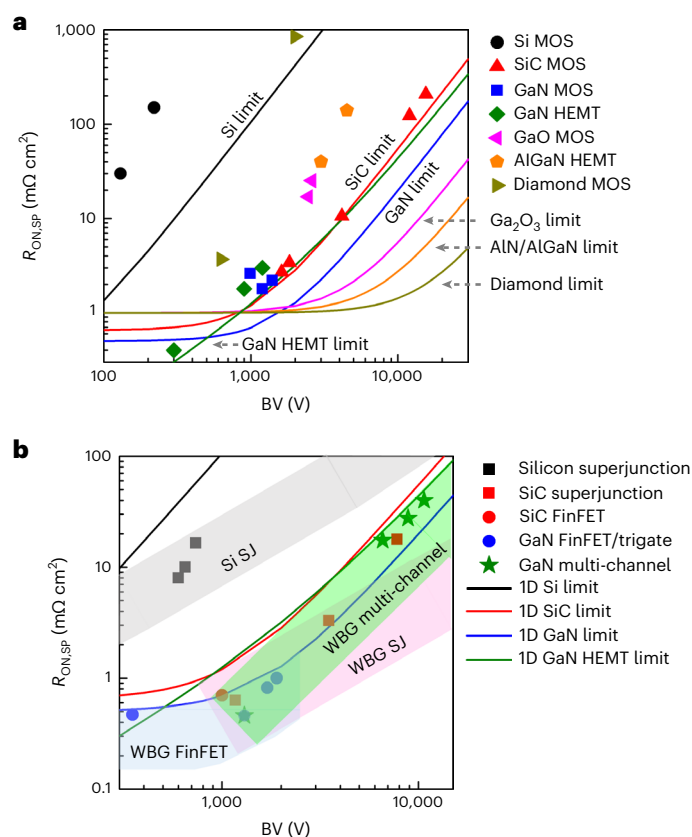 a
1,000
100
10
1
R_ON,SP (mΩ cm²)
100
1,000
10,000
BV (V)
Si limit
SiC limit
GaN limit
GaN HEMT limit
Si MOS
SiC MOS
GaN MOS
GaN HEMT
GaO MOS
AlGaN HEMT
Diamond MOS
Ga₂O₃ limit
AlN/AlGaN limit
Diamond limit
b
100
10
1
0.1
R_ON,SP (mΩ cm²)
1,000
10,000
BV (V)
Si SJ
WBG multi-channel
WBG SJ
WBG FinFET
Silicon superjunction
SiC superjunction
SiC FinFET
GaN FinFET/trigate
GaN multi-channel
1D Si limit
1D SiC limit
1D GaN limit
1D GaN HEMT limit